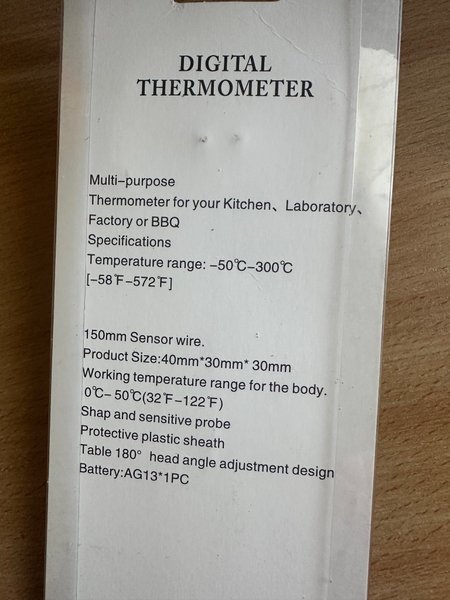 DIGITAL
THERMOMETER
Multi-purpose
Thermometer for your Kitchen、Laboratory、
Factory or BBQ
Specifications
Temperature range: -50℃-300℃
[-58℉-572℉]
150mm Sensor wire.
Product Size:40mm*30mm* 30mm
Working temperature range for the body.
0℃- 50℃(32℉-122℉)
Shap and sensitive probe
Protective plastic sheath
Table 180° head angle adjustment design
Battery:AG13*1PC